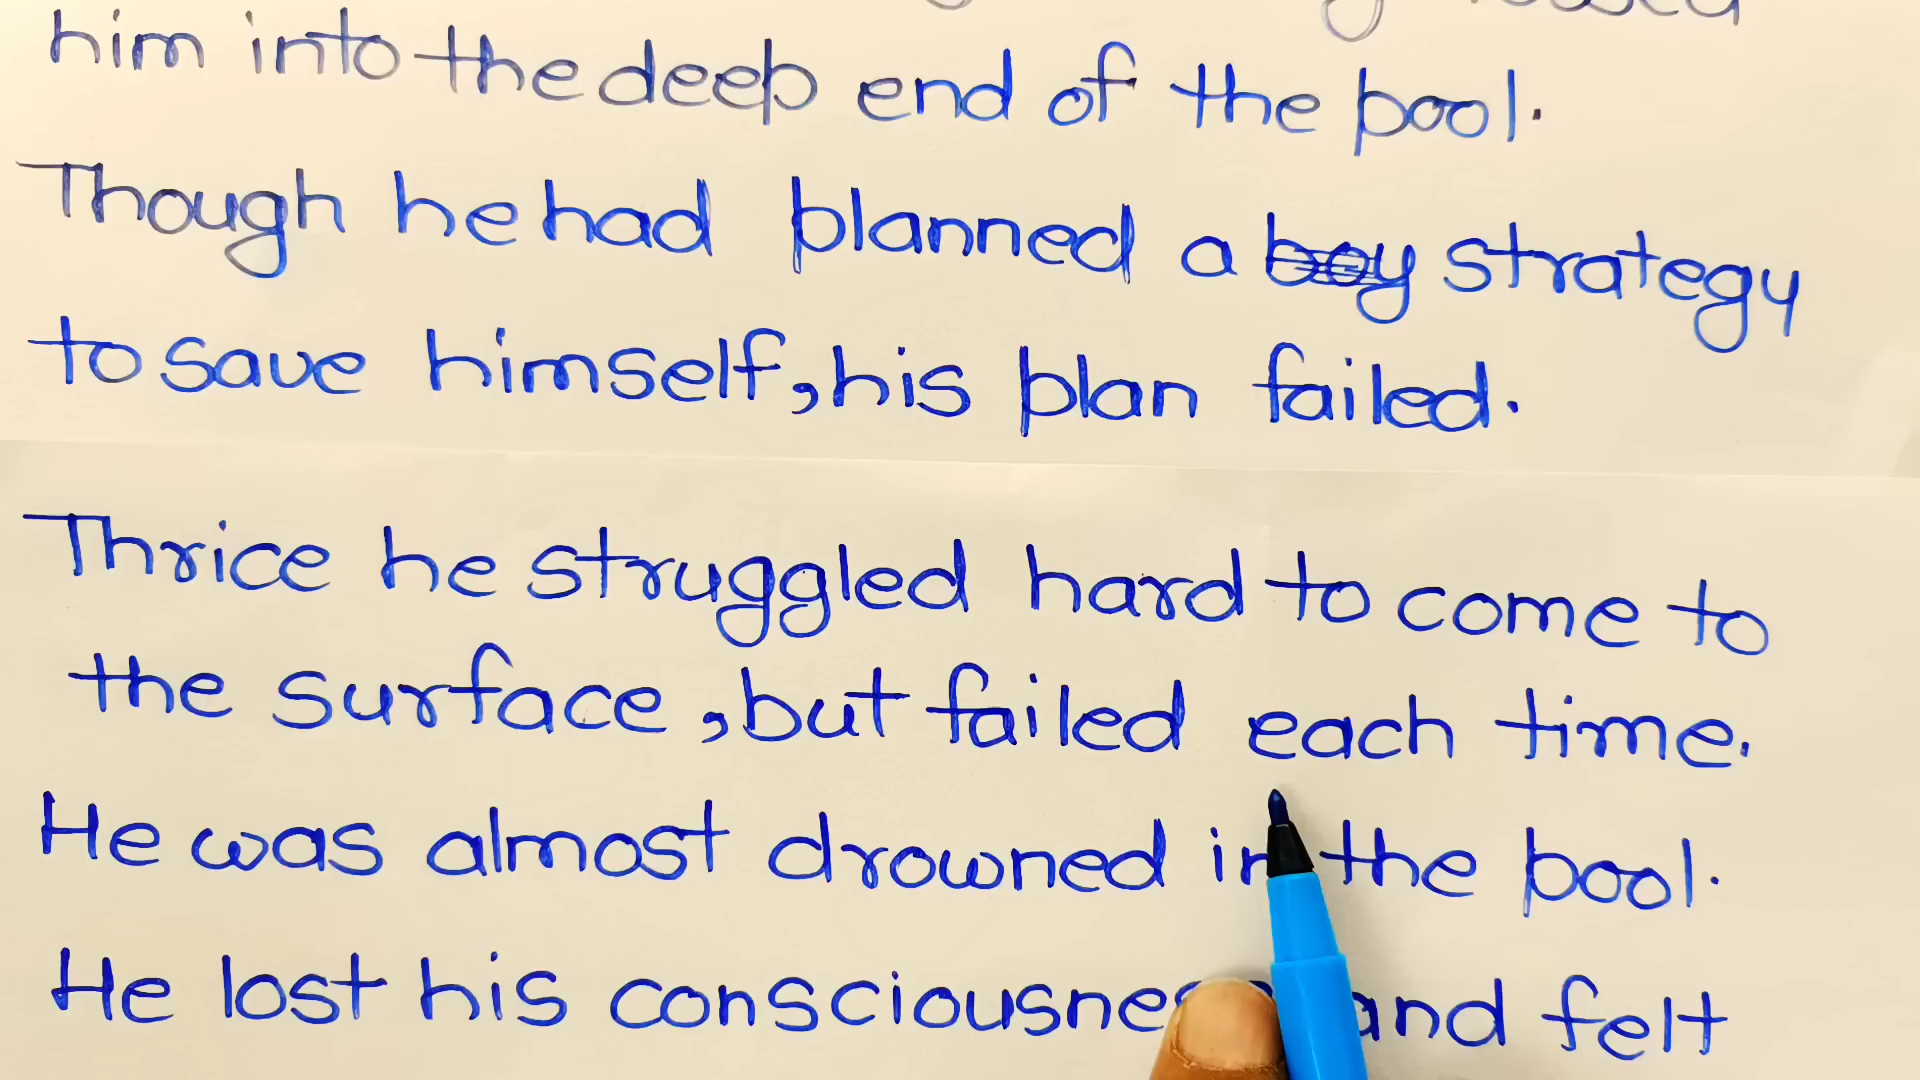 him into the deep end of the pool.
Though he had planned a strategy
to save himself, his plan failed.
Thrice he struggled hard to come to
the surface, but failed each time.
He was almost drowned in the pool.
He lost his consciousness and felt